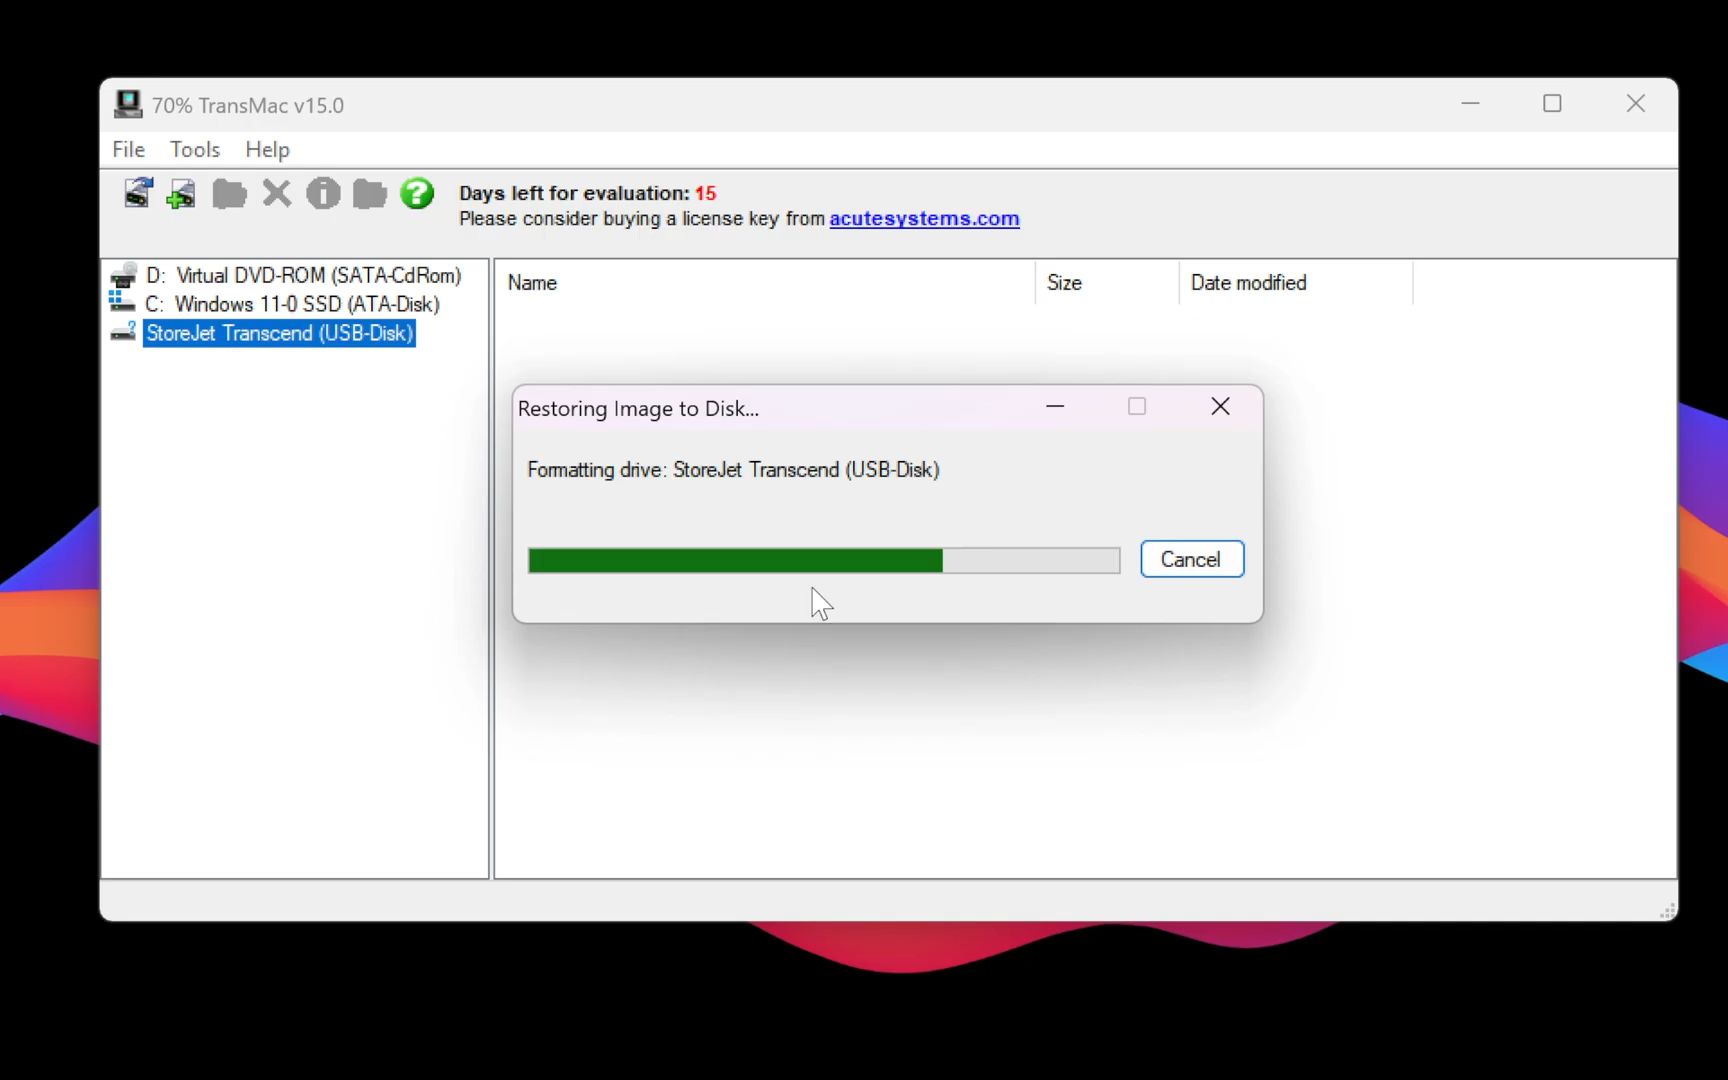 70% TransMac v15.0
File Tools Help
Days left for evaluation: 15
Please consider buying a license key from acutesystems.com
D: Virtual DVD-ROM (SATA-CdRom)
C: Windows 11-0 SSD (ATA-Disk)
StoreJet Transcend (USB-Disk)
Name Size Date modified
Restoring Image to Disk...
Formatting drive: StoreJet Transcend (USB-Disk)
Cancel